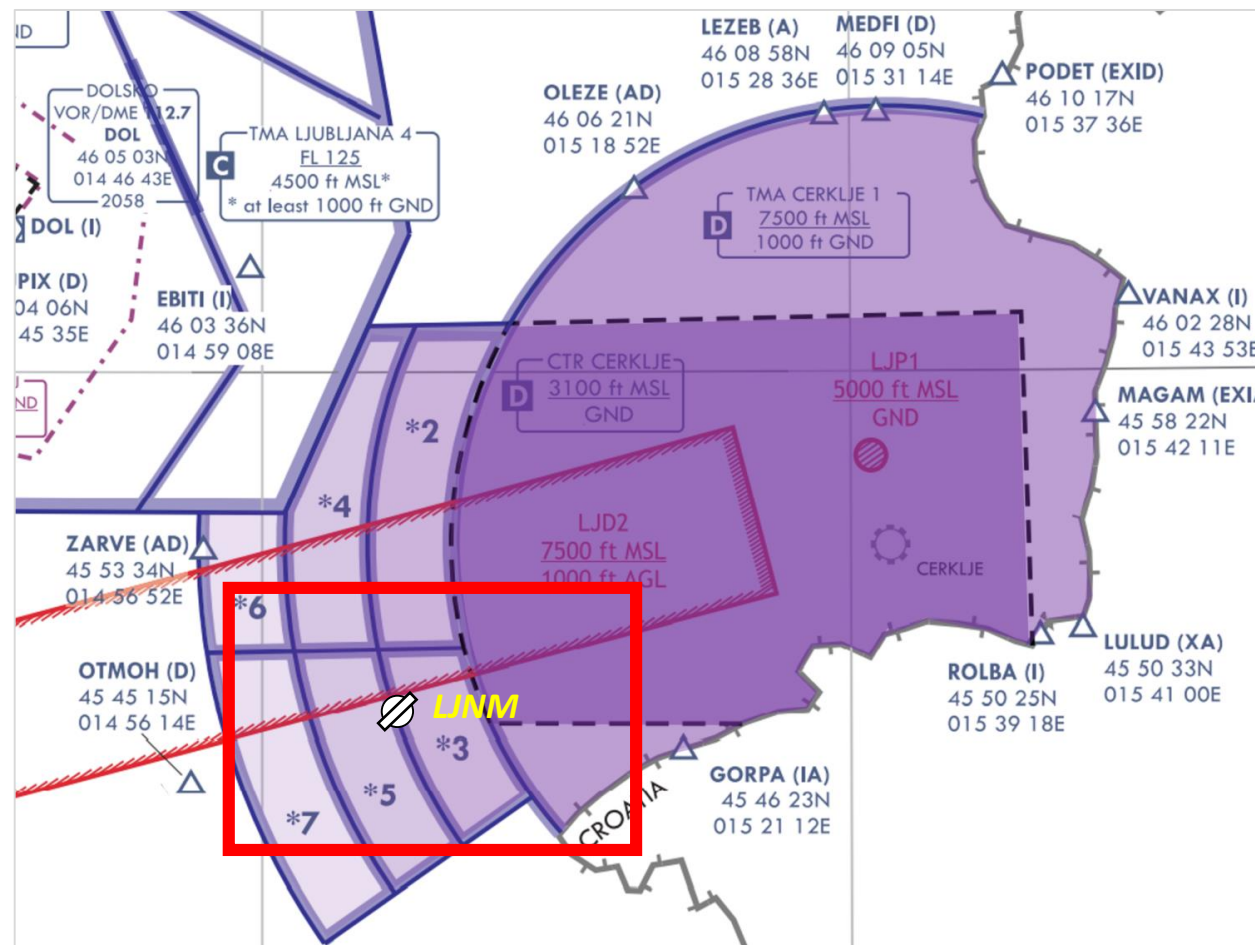 ID
DOLSKO
VOR/DME 112.7
DOL
46 05 03N
014 46 43E
2058
DOL (I)
PIX (D)
04 06N
45 35E
ND
EBITI (I)
46 03 36N
014 59 08E
TMA LJUBLJANA 4
C
FL 125
4500 ft MSL*
* at least 1000 ft GND
OLEZE (AD)
46 06 21N
015 18 52E
LEZEB (A)
46 08 58N
015 28 36E
MEDFI (D)
46 09 05N
015 31 14E
PODET (EXID)
46 10 17N
015 37 36E
TMA CERKLJE 1
D
7500 ft MSL
1000 ft GND
VANAX (I)
46 02 28N
015 43 53E
CTR CERKLJE
D
3100 ft MSL
GND
LJP1
5000 ft MSL
GND
MAGAM (EXIA
45 58 22N
015 42 11E
*2
*4
LJD2
7500 ft MSL
1000 ft AGL
CERKLJE
ZARVE (AD)
45 53 34N
014 56 52E
*6
OTMOH (D)
45 45 15N
014 56 14E
LJNM
*3
*5
*7
ROLBA (I)
45 50 25N
015 39 18E
LULUD (XA)
45 50 33N
015 41 00E
GORPA (IA)
45 46 23N
015 21 12E
CROATIA